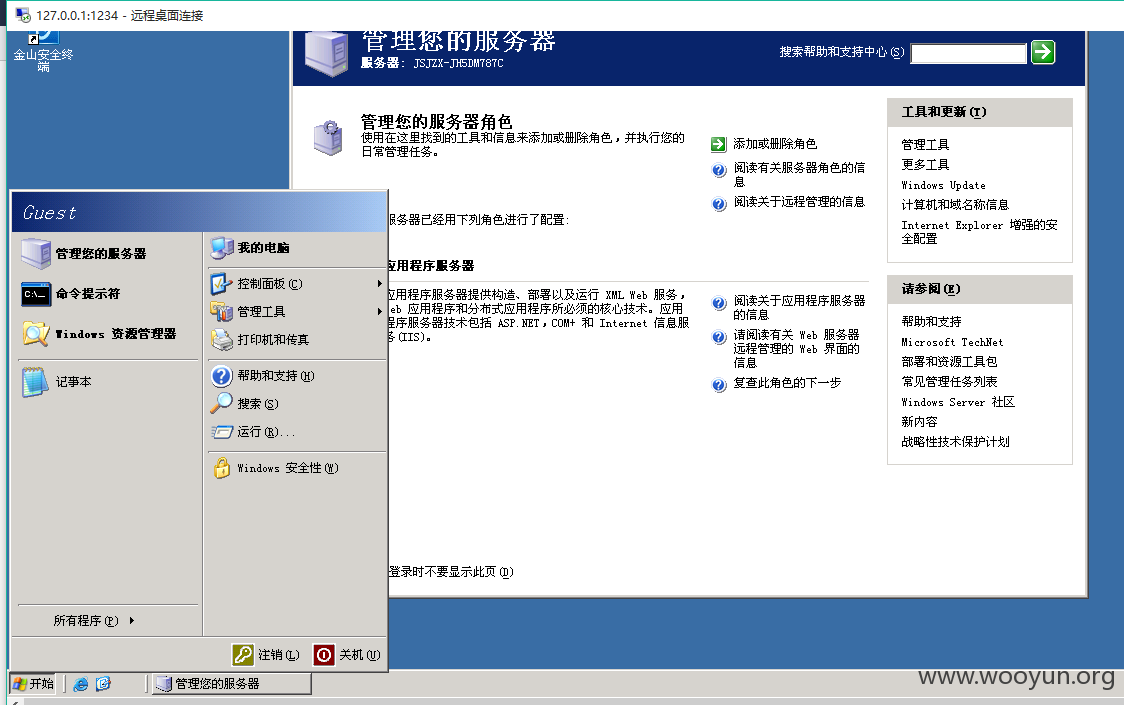 127.0.0.1:1234 - 远程桌面连接
金山安全终
端
管理您的服务器
服务器: JSJZX-JH5DM787C
搜索帮助和支持中心(S)
管理您的服务器角色
使用在这里找到的工具和信息来添加或删除角色，并执行您的
日常管理任务。
添加或删除角色
阅读有关服务器角色的信
息
阅读关于远程管理的信息
工具和更新(T)
管理工具
更多工具
Windows Update
计算机和域名称信息
Internet Explorer 增强的安
全配置
Guest
管理您的服务器
命令提示符
Windows 资源管理器
记事本
所有程序(P)
我的电脑
控制面板(C)
管理工具
打印机和传真
帮助和支持(H)
搜索(S)
运行(R)...
Windows 安全性(W)
注销(L)
关机(U)
服务器已经用下列角色进行了配置:
应用程序服务器
应用程序服务器提供构造、部署以及运行 XML Web 服务，
eb 应用程序和分布式应用程序所必须的核心技术。应用
程序服务器技术包括 ASP.NET，COM+ 和 Internet 信息服
务(IIS)。
阅读关于应用程序服务器
的信息
请阅读有关 Web 服务器
远程管理的 Web 界面的
信息
复查此角色的下一步
请参阅(E)
帮助和支持
Microsoft TechNet
部署和资源工具包
常见管理任务列表
Windows Server 社区
新内容
战略性技术保护计划
登录时不要显示此页(D)
开始
管理您的服务器
www.wooyun.org